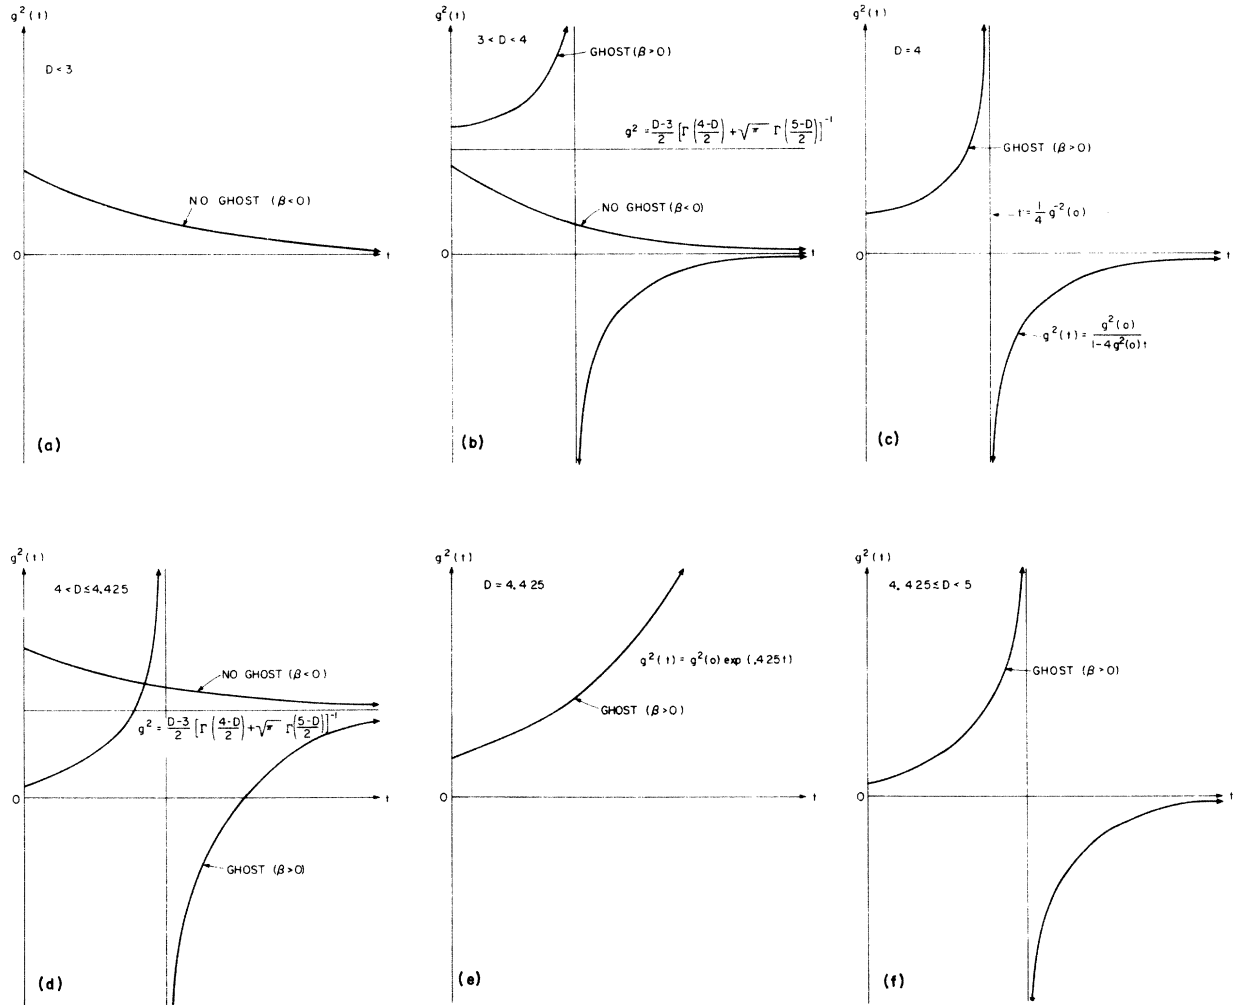 g²(t)
D < 3
NO GHOST (β<0)
0
t
(a)
g²(t)
3 < D < 4
GHOST (β>0)
g² = D-3/2 [Γ(4-D/2) + √π Γ(5-D/2)]⁻¹
NO GHOST (β<0)
0
t
(b)
g²(t)
D = 4
GHOST (β>0)
t = 1/4 g⁻²(0)
0
t
g²(t) = g²(0)/1-4g²(0)t
(c)
g²(t)
4 < D ≤ 4.425
NO GHOST (β<0)
g² = D-3/2 [Γ(4-D/2) + √π Γ(5-D/2)]⁻¹
0
t
GHOST (β>0)
(d)
g²(t)
D = 4.425
g²(t) = g²(0) exp (.425t)
GHOST (β>0)
0
t
(e)
g²(t)
4.425 ≤ D < 5
GHOST (β>0)
0
t
(f)